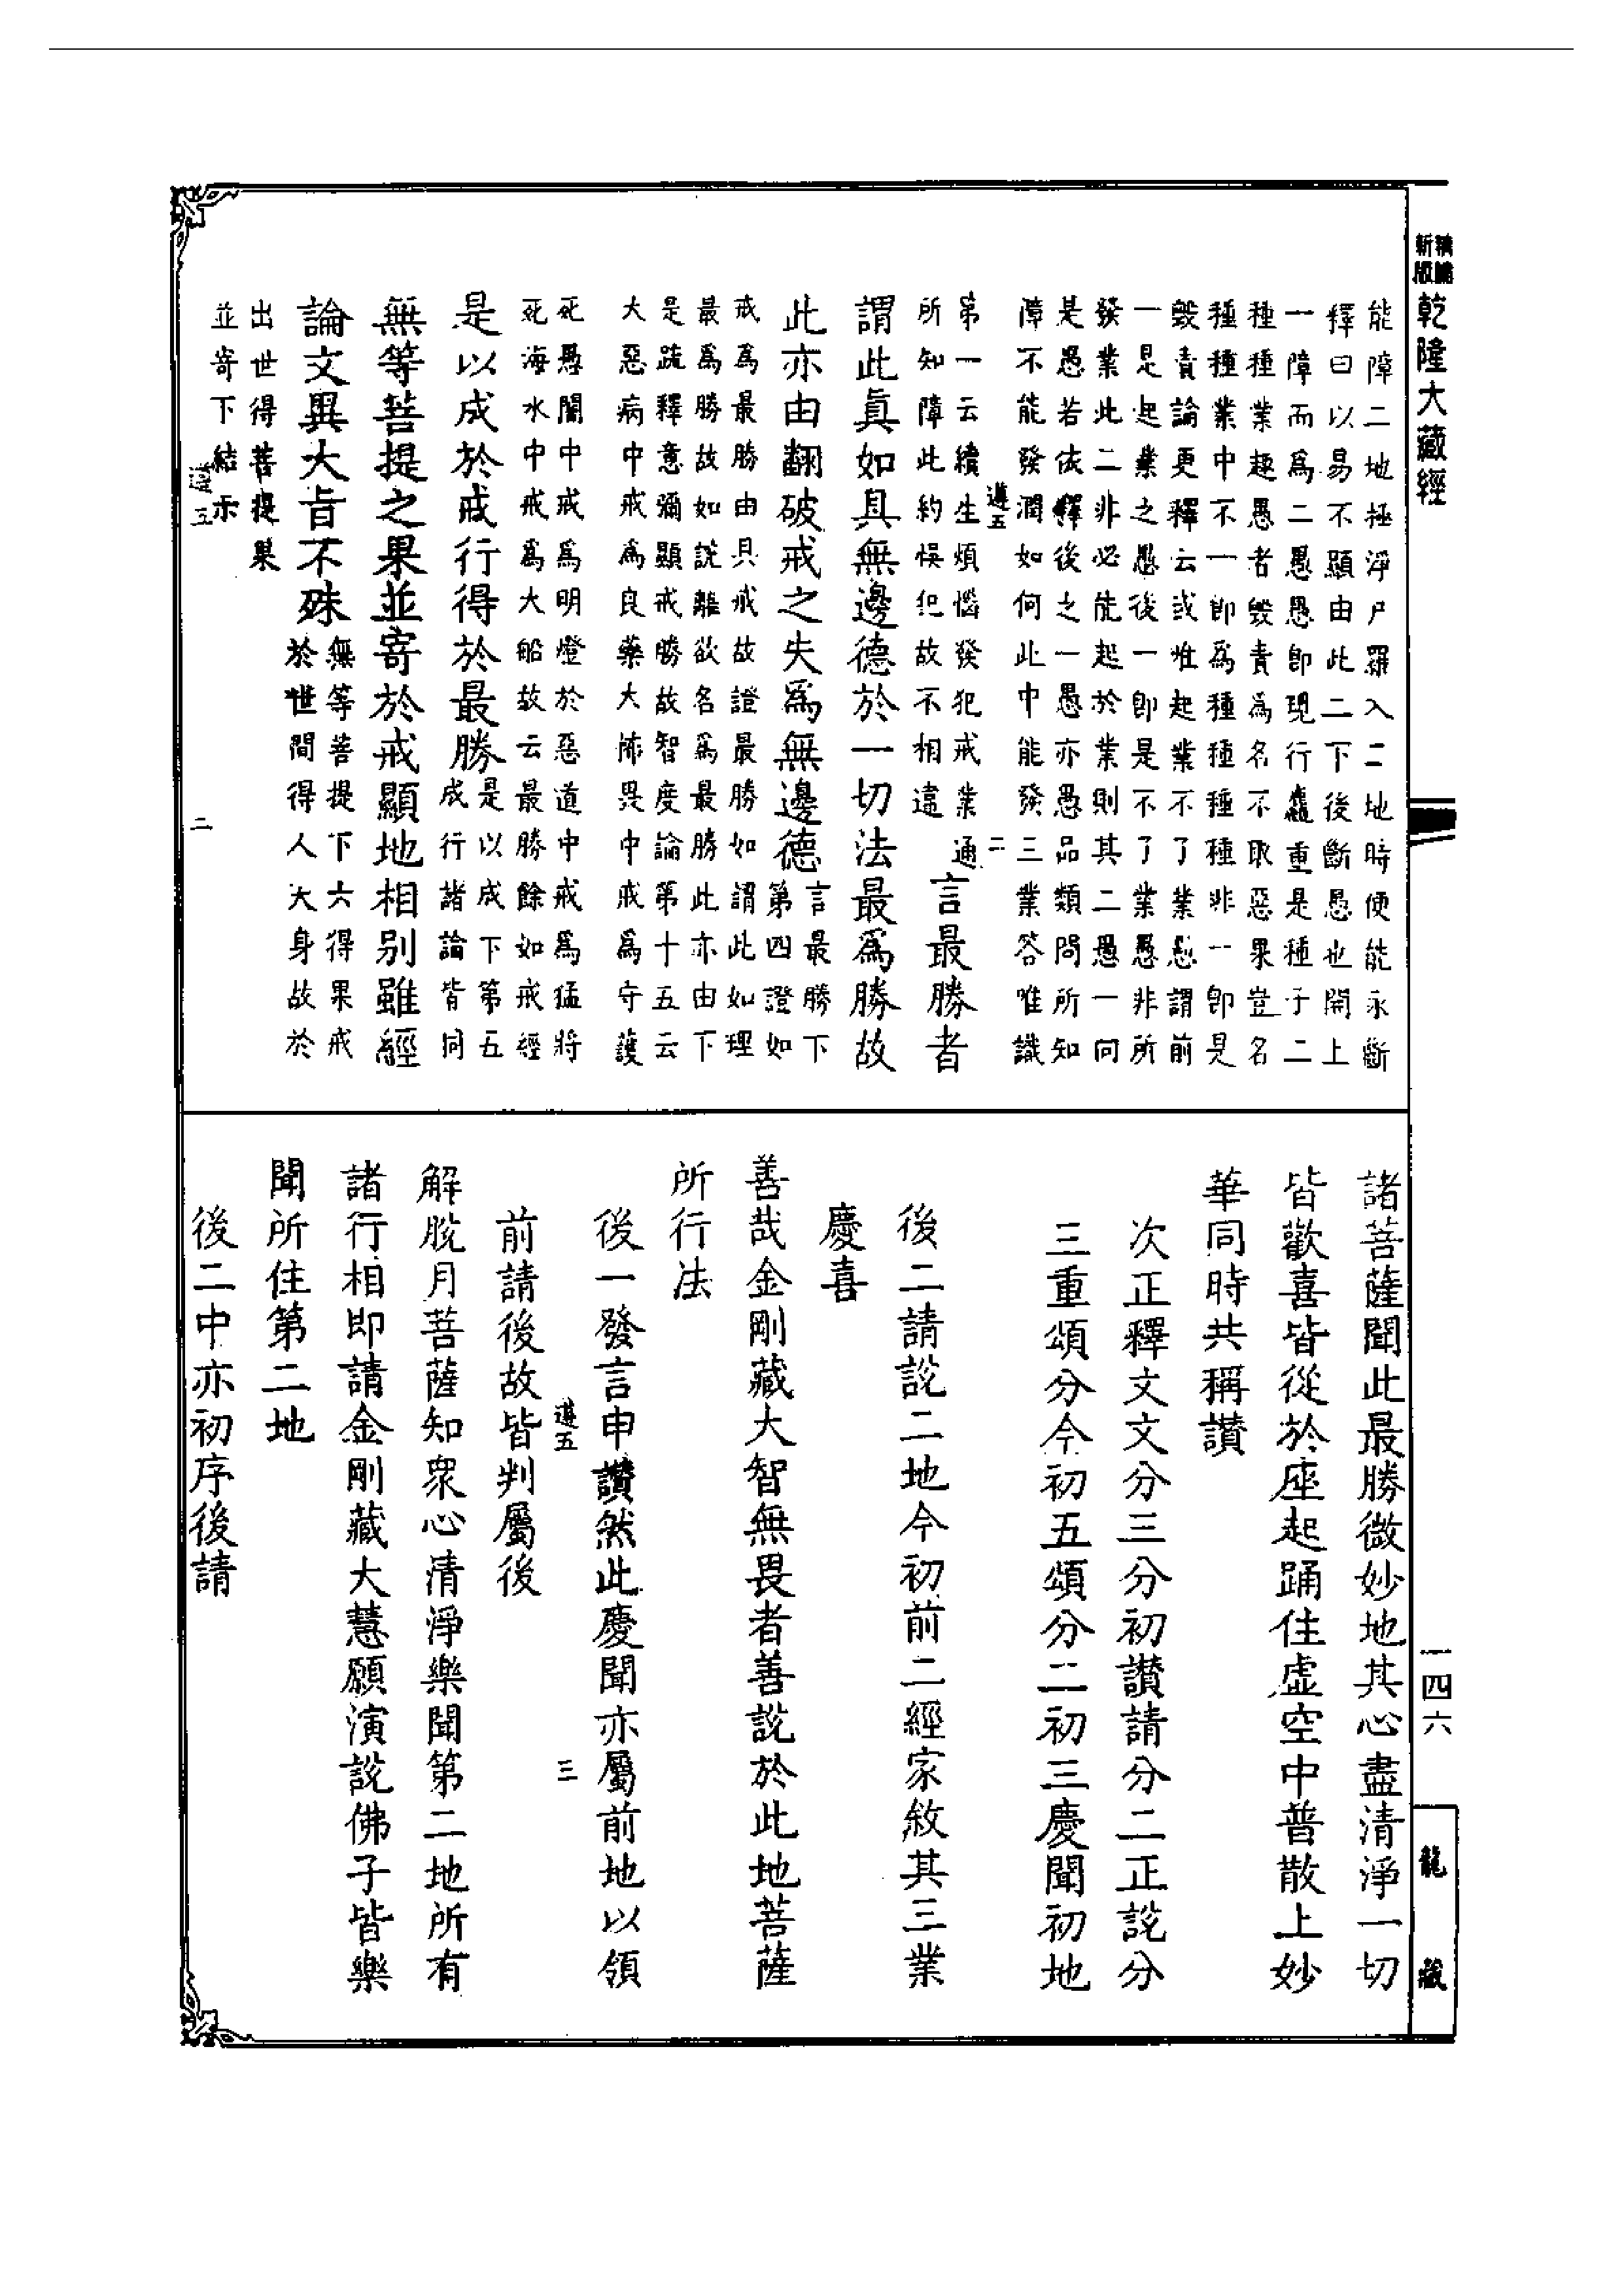 精縮
新版
乾隆大藏經
能障二地極淨尸羅入二地時便能永斷
釋曰以易不顯由此二下後斷愚也開上
一障而為二愚愚即現行麤重是種子二
種種業趣愚者毀責為名不取惡果豈名
種種業中不一即為種種種種非一即是
毀責論更釋云或唯起業不了業愚謂前
一是起業之愚後一即是不了業愚非所
發業此二非必能起於業則其二愚一向
是愚若依釋後之一愚亦愚品類問所知
障不能發潤如何此中能發三業答唯識
遵五 二
第一云續生煩惱發犯戒業通
所知障此約悞犯故不相違
言最勝者
謂此眞如具無邊德於一切法最爲勝故
此亦由翻破戒之失爲無邊德
言最勝下
第四證如
戒為最勝由具戒故證最勝如謂此如理
最為勝故如說離欲名為最勝此亦由下
是疏釋意彌顯戒勝故智度論第十五云
大惡病中戒為良藥大怖畏中戒為守護
死愚闇中戒為明燈於惡道中戒為猛將
死海水中戒為大船故云最勝餘如戒經
是以成於戒行得於最勝
是以成下第五
成行諸論皆同
無等菩提之果並寄於戒顯地相別雖經
論文異大旨不殊
無等菩提下六得果戒
於世間得人大身故於
出世得菩提果
並寄下結示
遵五 二
諸菩薩聞此最勝微妙地其心盡清淨一切
皆歡喜皆從於座起踊住虛空中普散上妙
華同時共稱讚
次正釋文文分三分初讚請分二正說分
三重頌分今初五頌分二初三慶聞初地
後二請說二地今初前二經家敘其三業
慶喜
善哉金剛藏大智無畏者善說於此地菩薩
所行法
後一發言申讚然此慶聞亦屬前地以領
遵五 三
前請後故皆判屬後
解脫月菩薩知衆心清淨樂聞第二地所有
諸行相即請金剛藏大慧願演說佛子皆樂
聞所住第二地
後二中亦初序後請
一四六
龍藏